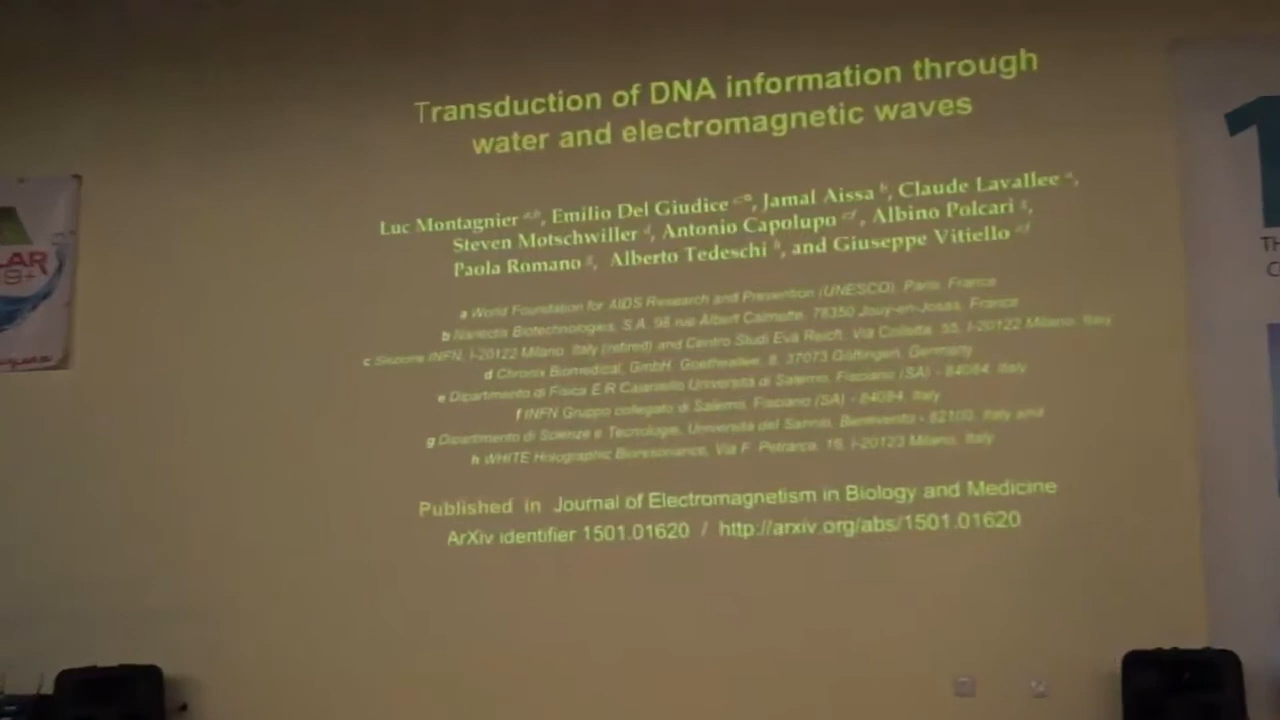 Transduction of DNA information through
water and electromagnetic waves
Luc Montagnier a,b, Emilio Del Giudice c,e, Jamal Aissa b, Claude Lavallee a,
Steven Motschwiller d, Antonio Capolupo e,f, Albino Polcari g,
Paola Romano g, Alberto Tedeschi h, and Giuseppe Vitiello e,f
a World Foundation for AIDS Research and Prevention (UNESCO), Paris, France
b Nanectis Biotechnologies, S.A. 98 rue Albert Calmette, 78350 Jouy-en-Josas, France
c Sezione INFN, I-20122 Milano, Italy (retired) and Centro Studi Eva Reich, Via Colletta, 55, I-20122 Milano, Italy
d Chronix Biomedical, GmbH, Goetheallee 8, 37073 Göttingen, Germany
e Dipartimento di Fisica E.R.Caianiello Università di Salerno, Fisciano (SA) - 84084, Italy
f INFN Gruppo collegato di Salerno, Fisciano (SA) - 84084, Italy
g Dipartimento di Scienze e Tecnologie, Università del Sannio, Benevento - 82100, Italy and
h WHITE Holographic Bioresonance, Via F. Petrarca, 16, I-20123 Milano, Italy
Published in Journal of Electromagnetism in Biology and Medicine
ArXiv identifier 1501.01620 / http://arxiv.org/abs/1501.01620
LAR
9+
1
TH
C